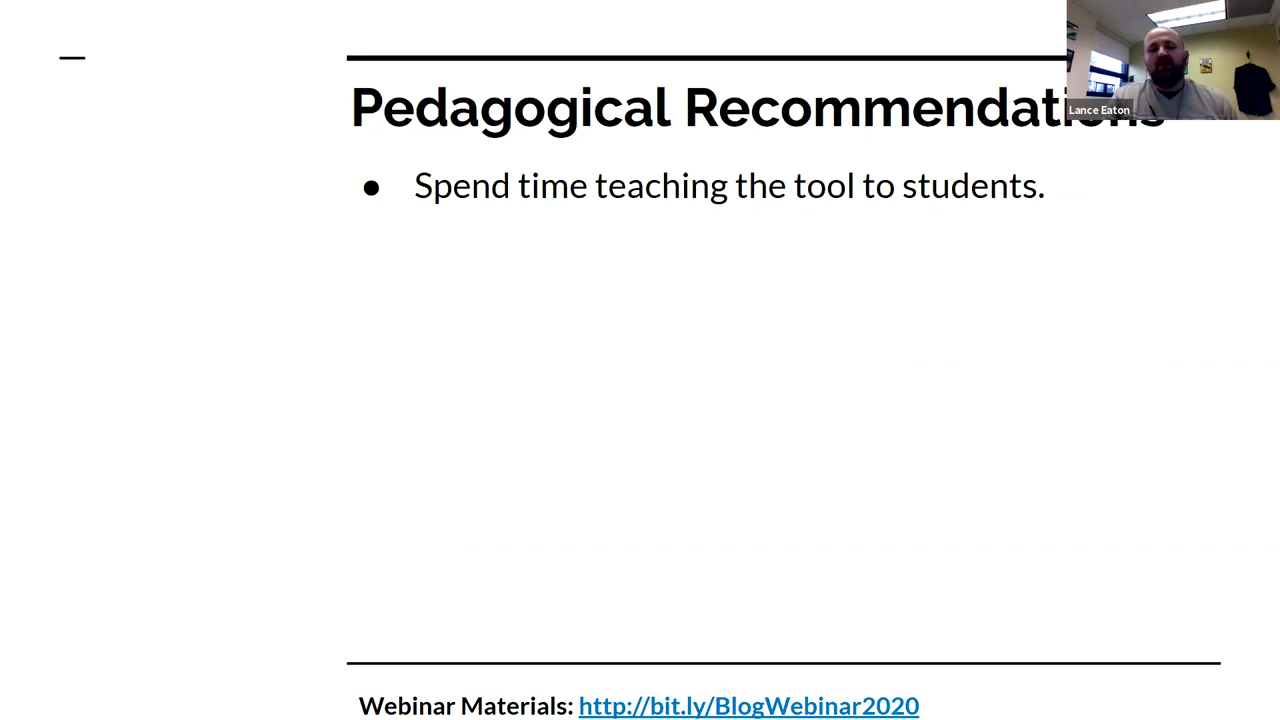 Pedagogical Recommendations
Lance Eaton
● Spend time teaching the tool to students.
Webinar Materials: http://bit.ly/BlogWebinar2020